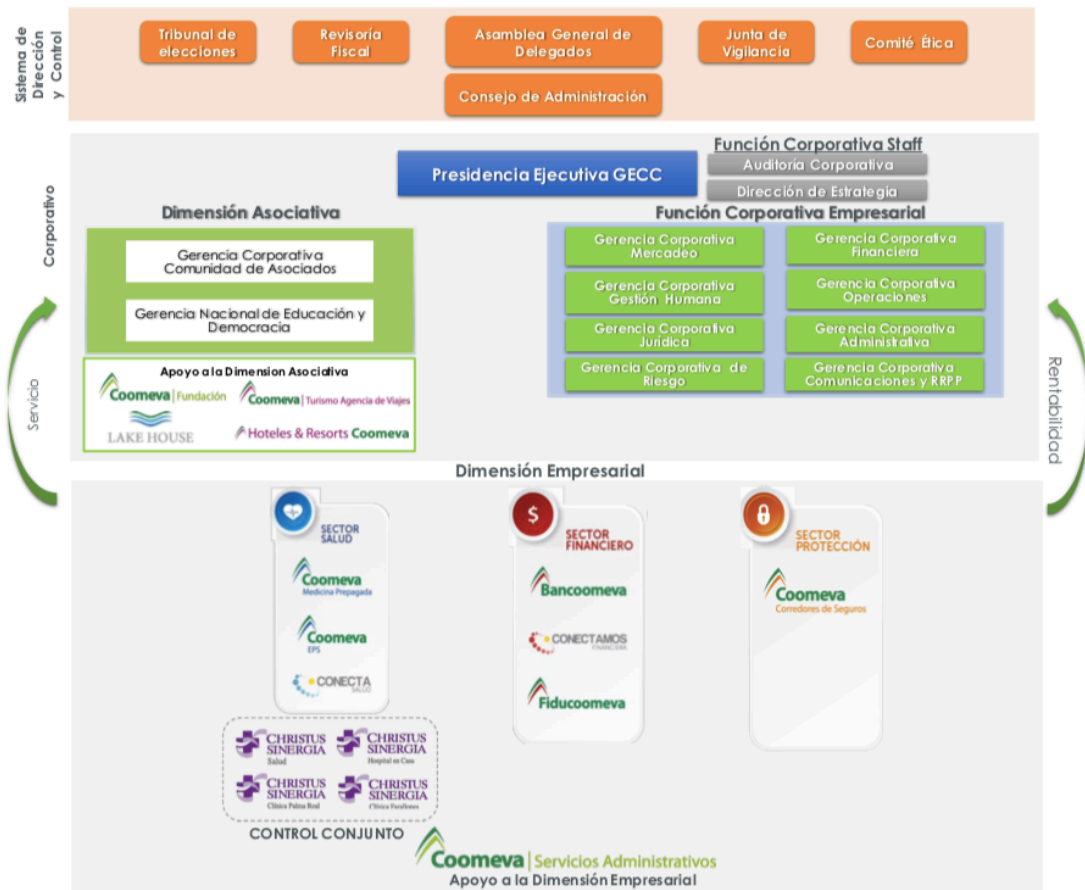 Sistema de
Dirección
y Control
Tribunal de
elecciones
Revisoría
Fiscal
Asamblea General de
Delegados
Junta de
Vigilancia
Comité Ética
Consejo de Administración
Corporativo
Función Corporativa Staff
Presidencia Ejecutiva GECC
Auditoría Corporativa
Dirección de Estrategia
Dimensión Asociativa
Función Corporativa Empresarial
Gerencia Corporativa
Comunidad de Asociados
Gerencia Nacional de Educación y
Democracia
Gerencia Corporativa
Mercadeo
Gerencia Corporativa
Financiera
Gerencia Corporativa
Gestión Humana
Gerencia Corporativa
Operaciones
Gerencia Corporativa
Jurídica
Gerencia Corporativa
Administrativa
Gerencia Corporativa de
Riesgo
Gerencia Corporativa
Comunicaciones y RRPP
Apoyo a la Dimension Asociativa
Coomeva | Fundación
Coomeva | Turismo Agencia de Viajes
LAKE HOUSE
Hoteles & Resorts Coomeva
Servicio
Rentabilidad
Dimensión Empresarial
SECTOR
SALUD
Coomeva
Medicina Prepagada
Coomeva
EPS
CONECTA
SALUD
$
SECTOR
FINANCIERO
Bancoomeva
CONECTAMOS
FINANCIERA
Fiducoomeva
SECTOR
PROTECCIÓN
Coomeva
Corredores de Seguros
CHRISTUS
SINERGIA
Salud
CHRISTUS
SINERGIA
Hospital en Casa
CHRISTUS
SINERGIA
Clínica Palma Real
CHRISTUS
SINERGIA
Clínica Farallones
CONTROL CONJUNTO
Coomeva | Servicios Administrativos
Apoyo a la Dimensión Empresarial